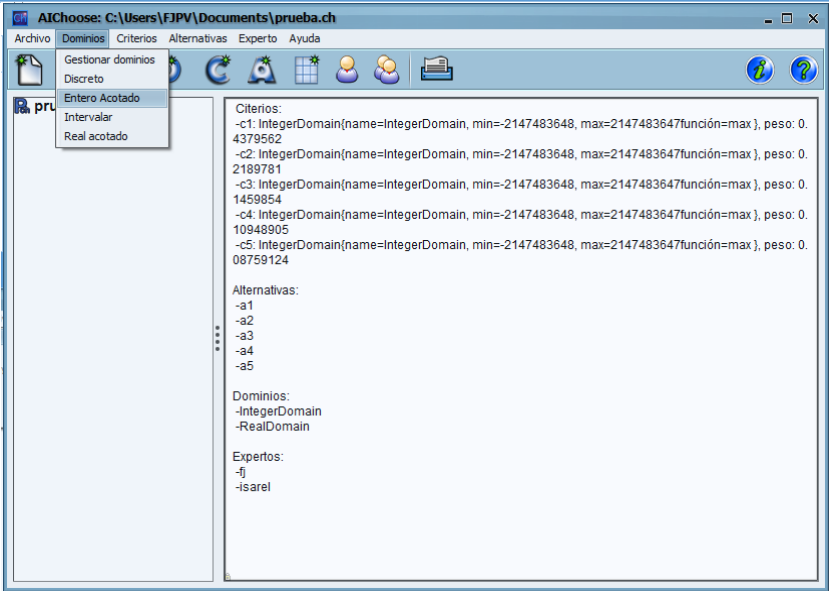 AIChoose: C:\Users\FJPV\Documents\prueba.ch
Archivo Dominios Criterios Alternativas Experto Ayuda
Gestionar dominios
Discreto
Entero Acotado
Intervalar
Real acotado
pru
Citerios:
-c1: IntegerDomain{name=IntegerDomain, min=-2147483648, max=2147483647función=max }, peso: 0.
4379562
-c2: IntegerDomain{name=IntegerDomain, min=-2147483648, max=2147483647función=max }, peso: 0.
2189781
-c3: IntegerDomain{name=IntegerDomain, min=-2147483648, max=2147483647función=max }, peso: 0.
1459854
-c4: IntegerDomain{name=IntegerDomain, min=-2147483648, max=2147483647función=max }, peso: 0.
10948905
-c5: IntegerDomain{name=IntegerDomain, min=-2147483648, max=2147483647función=max }, peso: 0.
08759124
Alternativas:
-a1
-a2
-a3
-a4
-a5
Dominios:
-IntegerDomain
-RealDomain
Expertos:
-fj
-isarel